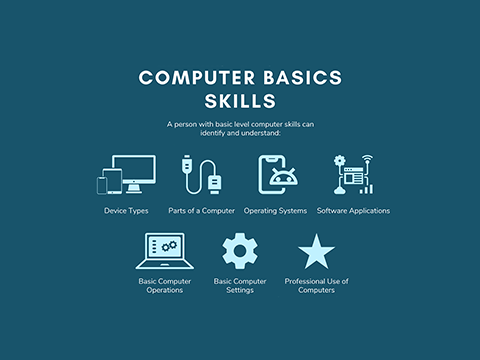 COMPUTER BASICS
SKILLS
A person with basic level computer skills can
identify and understand:
Device Types
Parts of a Computer
Operating Systems
Software Applications
Basic Computer
Operations
Basic Computer
Settings
Professional Use of
Computers